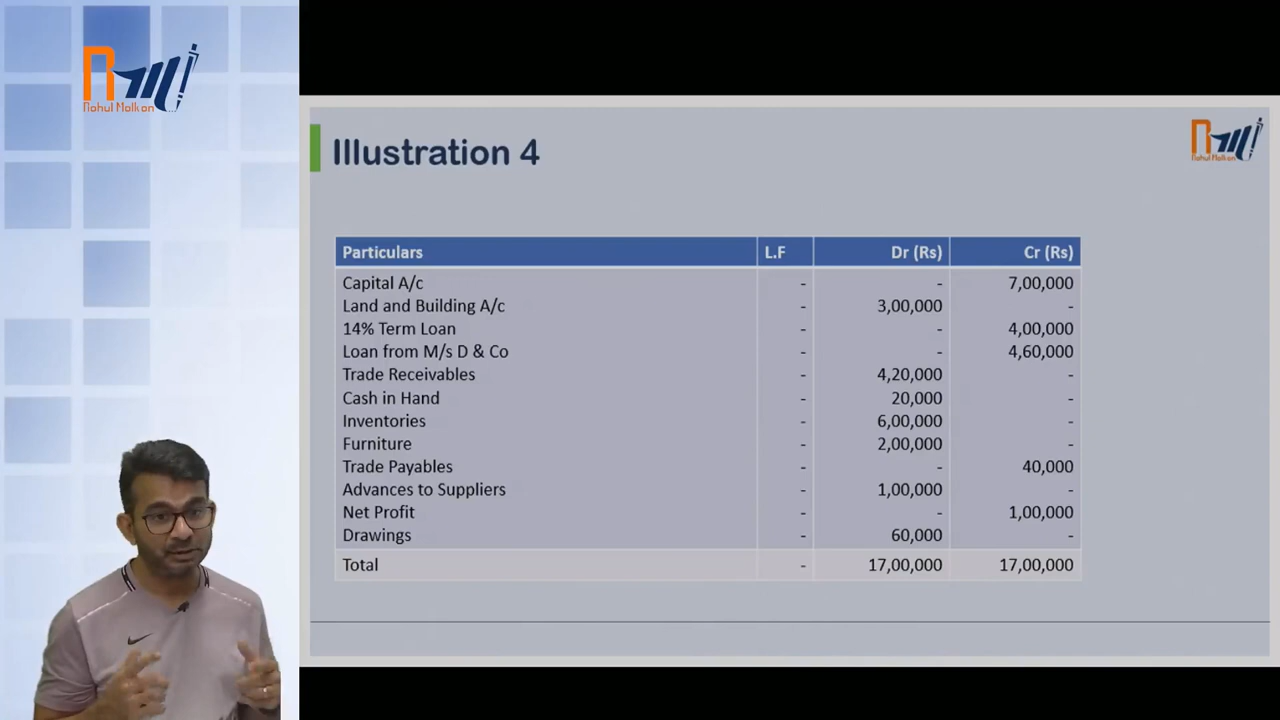 Rahul Malkan
Illustration 4
Rahul Malkan
Particulars L.F Dr (Rs) Cr (Rs)
Capital A/c - - 7,00,000
Land and Building A/c - 3,00,000 -
14% Term Loan - - 4,00,000
Loan from M/s D & Co - - 4,60,000
Trade Receivables - 4,20,000 -
Cash in Hand - 20,000 -
Inventories - 6,00,000 -
Furniture - 2,00,000 -
Trade Payables - - 40,000
Advances to Suppliers - 1,00,000 -
Net Profit - - 1,00,000
Drawings - 60,000 -
Total - 17,00,000 17,00,000